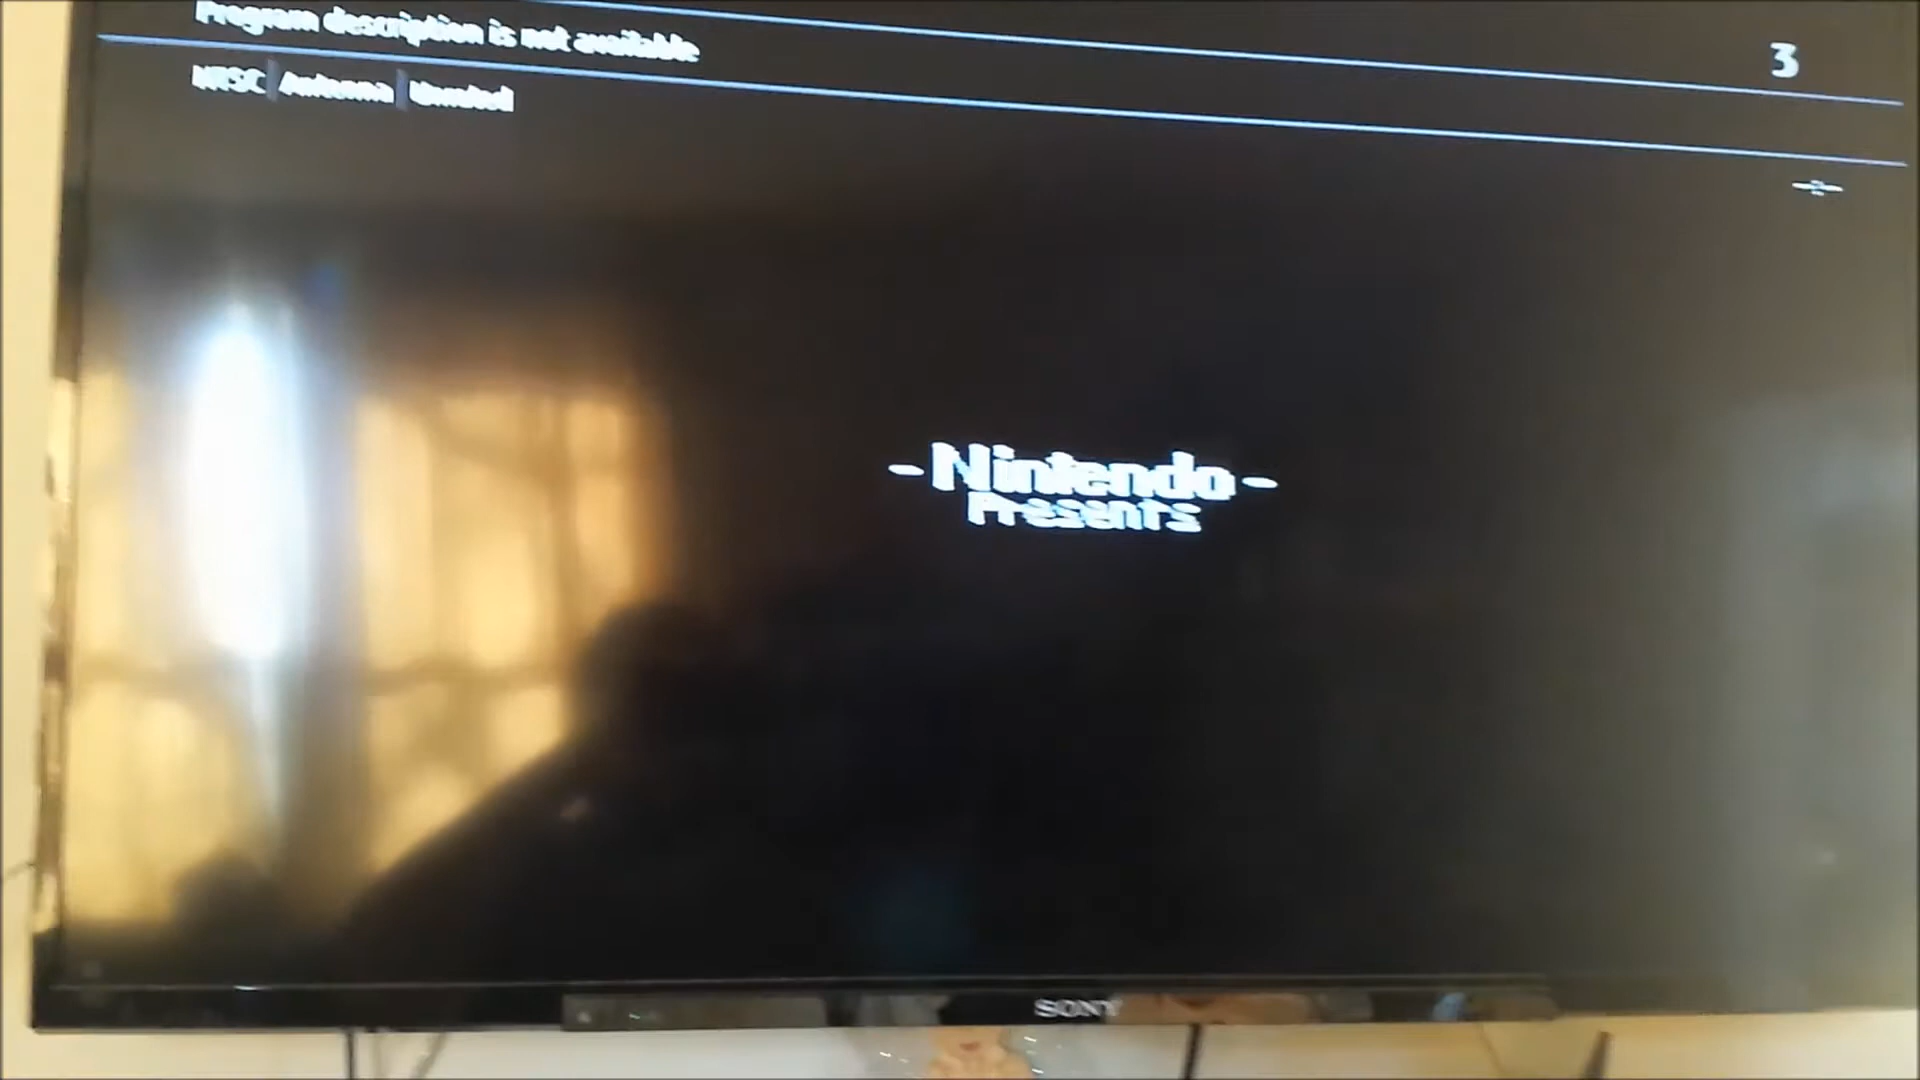 Program description is not available
3
NTSC Antenna Unrated
-Nintendo-
Presents
SONY